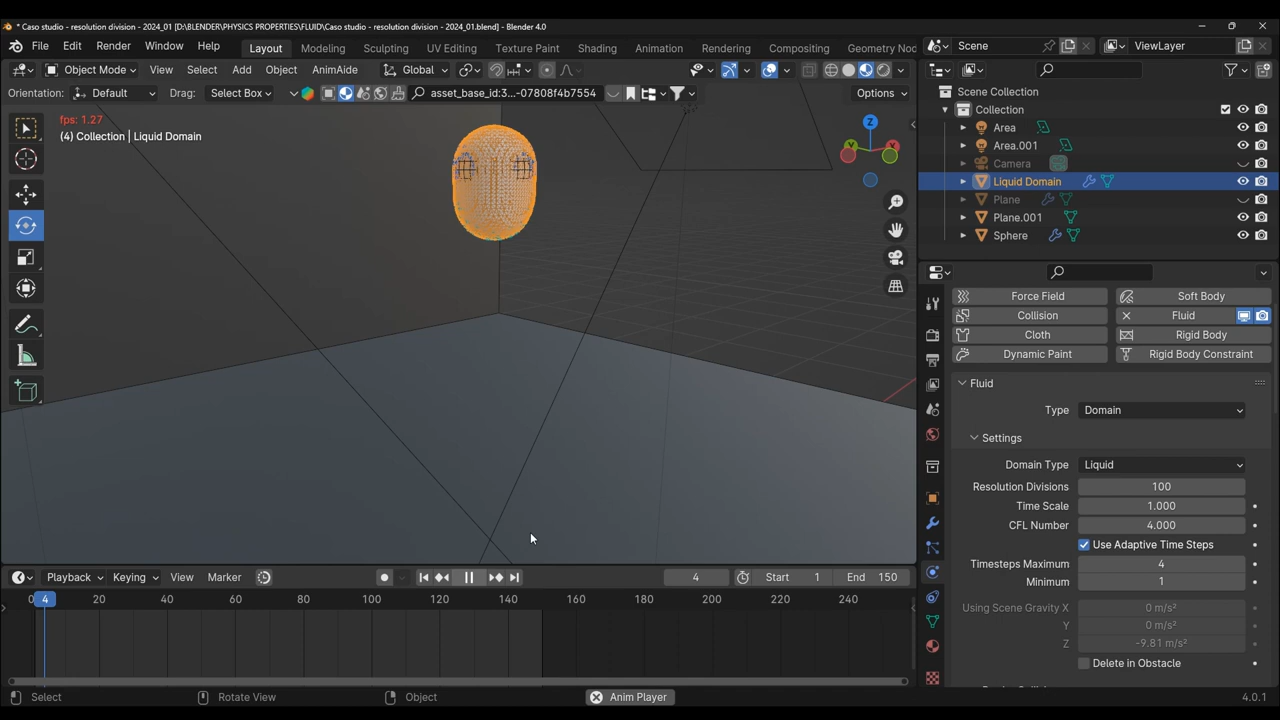 * Caso studio - resolution division - 2024_01 [D:\BLENDER\PHYSICS PROPERTIES\FLUID\Caso studio - resolution division - 2024_01.blend] - Blender 4.0
File Edit Render Window Help
Layout Modeling Sculpting UV Editing Texture Paint Shading Animation Rendering Compositing Geometry Nod
Scene
ViewLayer
Object Mode
View Select Add Object AnimAide
Global
Orientation: Default
Drag: Select Box
asset_base_id:3...-07808f4b7554
Options
fps: 1.27
(4) Collection | Liquid Domain
Z
Y
X
Scene Collection
Collection
Area
Area.001
Camera
Liquid Domain
Plane
Plane.001
Sphere
Force Field
Soft Body
Collision
Fluid
Cloth
Rigid Body
Dynamic Paint
Rigid Body Constraint
Fluid
Type Domain
Settings
Domain Type Liquid
Resolution Divisions 100
Time Scale 1.000
CFL Number 4.000
Use Adaptive Time Steps
Timesteps Maximum 4
Minimum 1
Using Scene Gravity X 0 m/s²
Y 0 m/s²
Z -9.81 m/s²
Delete in Obstacle
Playback Keying View Marker
4
Start 1
End 150
0 4 20 40 60 80 100 120 140 160 180 200 220 240
Select
Rotate View
Object
Anim Player
4.0.1